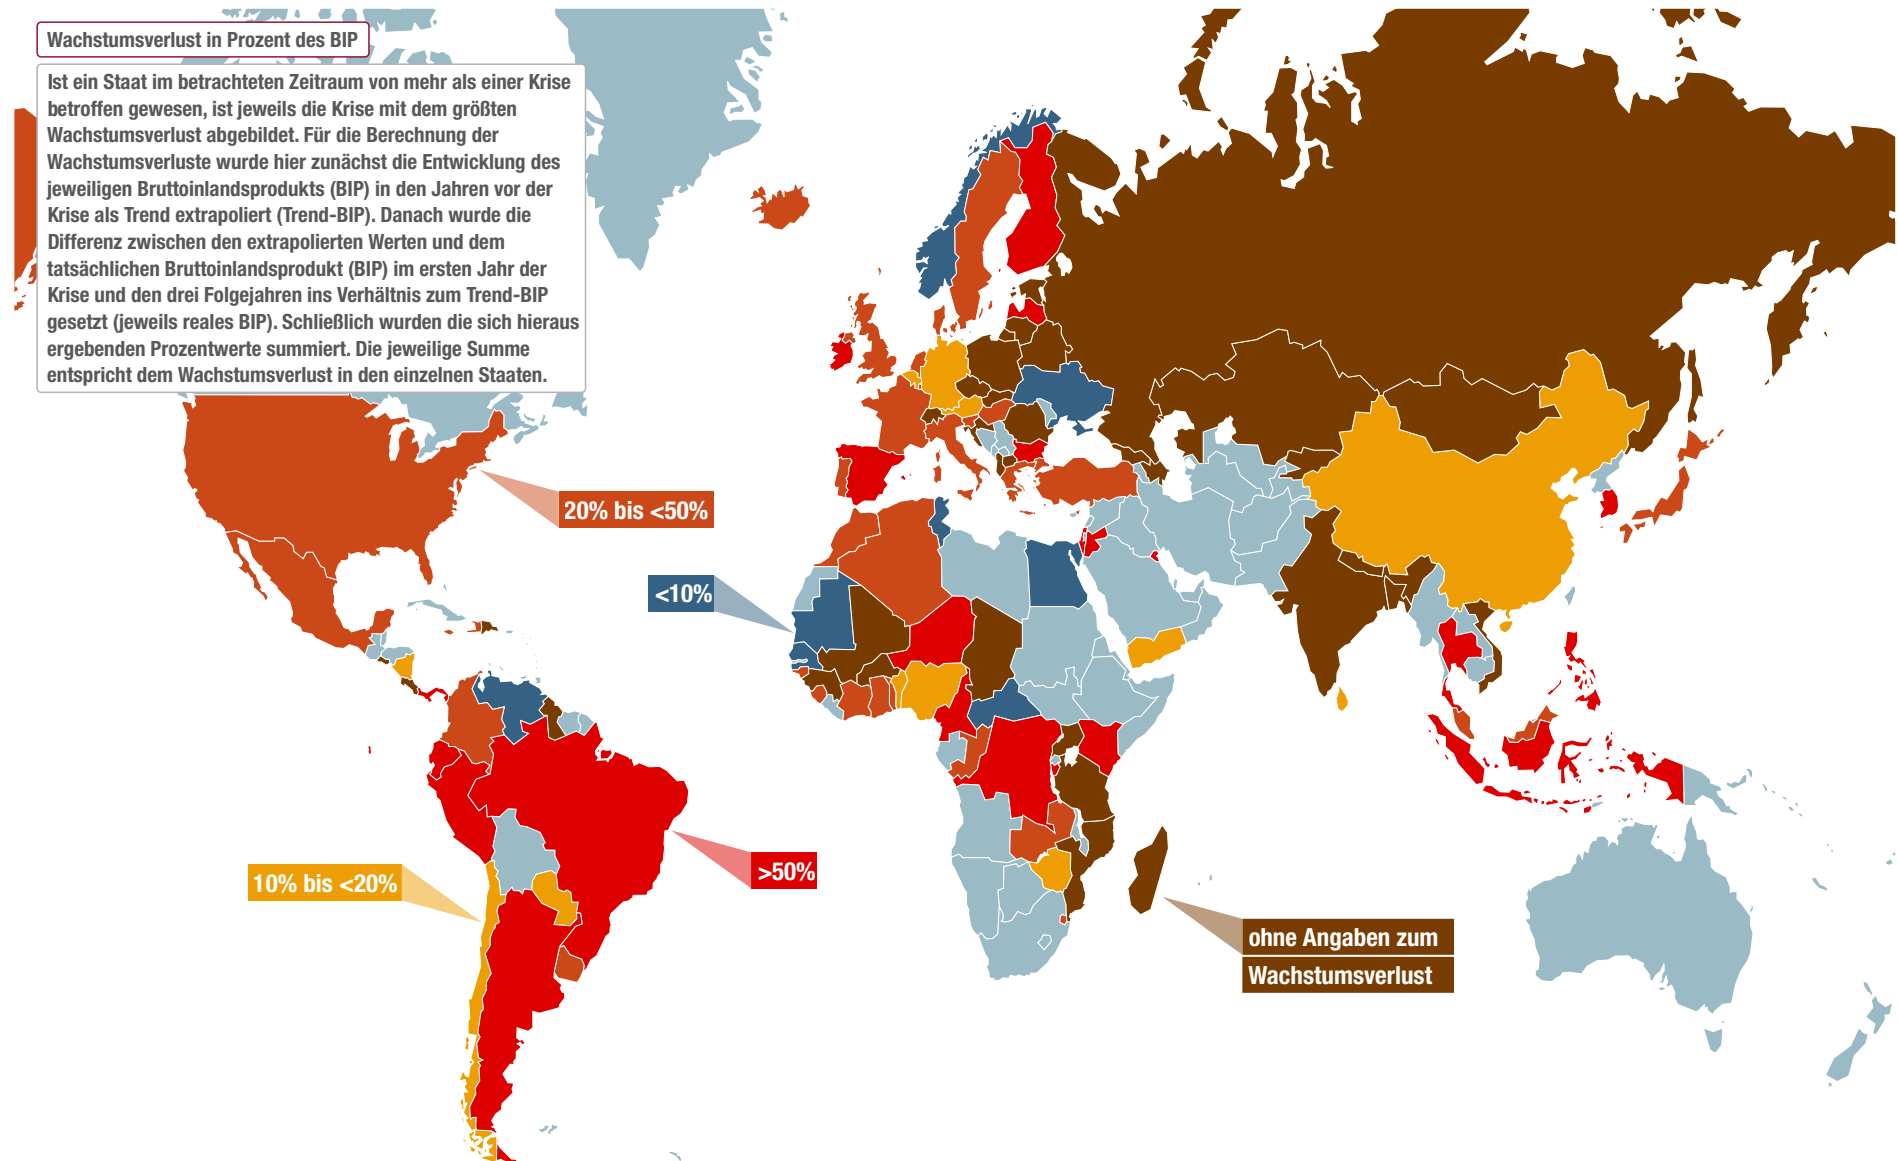 Wachstumsverlust in Prozent des BIP
Ist ein Staat im betrachteten Zeitraum von mehr als einer Krise
betroffen gewesen, ist jeweils die Krise mit dem größten
Wachstumsverlust abgebildet. Für die Berechnung der
Wachstumsverluste wurde hier zunächst die Entwicklung des
jeweiligen Bruttoinlandsprodukts (BIP) in den Jahren vor der
Krise als Trend extrapoliert (Trend-BIP). Danach wurde die
Differenz zwischen den extrapolierten Werten und dem
tatsächlichen Bruttoinlandsprodukt (BIP) im ersten Jahr der
Krise und den drei Folgejahren ins Verhältnis zum Trend-BIP
gesetzt (jeweils reales BIP). Schließlich wurden die sich hieraus
ergebenden Prozentwerte summiert. Die jeweilige Summe
entspricht dem Wachstumsverlust in den einzelnen Staaten.
20% bis <50%
<10%
>50%
10% bis <20%
ohne Angaben zum
Wachstumsverlust